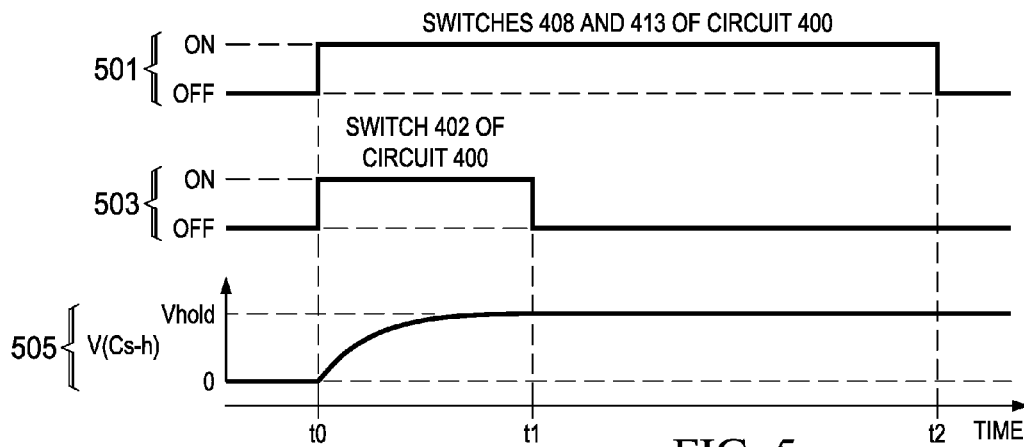 SWITCHES 408 AND 413 OF CIRCUIT 400
501
ON
OFF
SWITCH 402 OF
CIRCUIT 400
503
ON
OFF
505
V(Cs-h)
Vhold
0
t0
t1
t2
TIME
FIG. 5